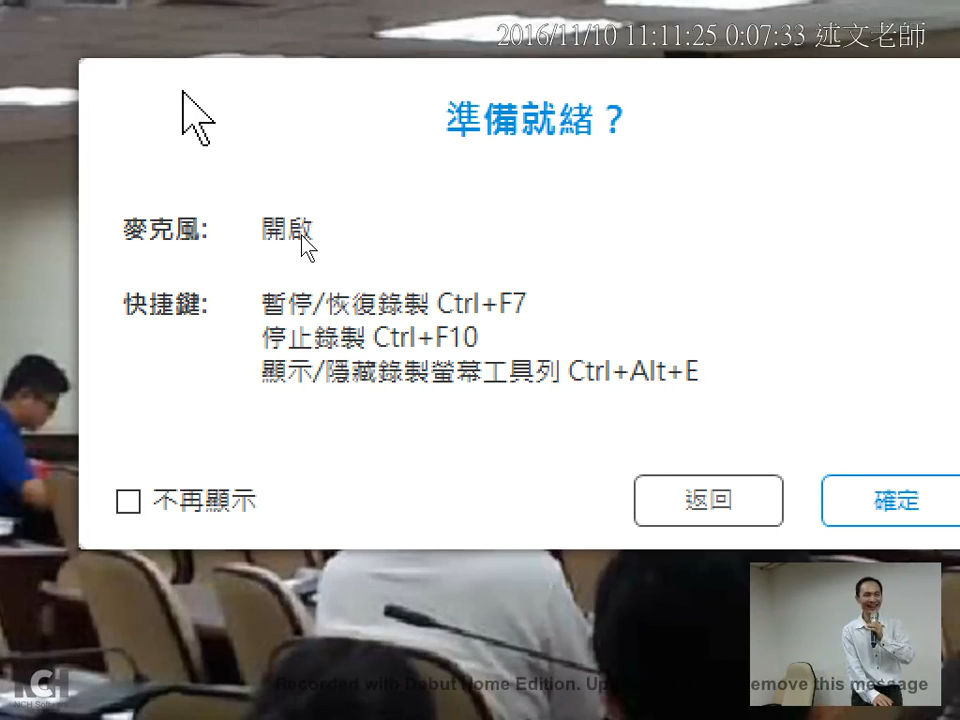 2016/11/10 11:11:25 0:07:33 述文老師
準備就緒？
麥克風: 開啟
快捷鍵: 暫停/恢復錄製 Ctrl+F7
停止錄製 Ctrl+F10
顯示/隱藏錄製螢幕工具列 Ctrl+Alt+E
不再顯示 返回 確定
Recorded with Debut Home Edition. emove this message
NCH
NCH Software